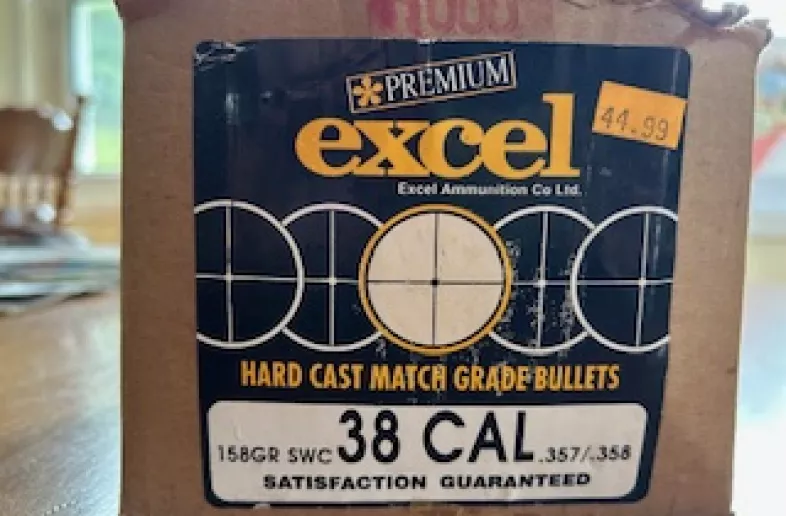 *PREMIUM
excel
44.99
Excel Ammunition Co Ltd.
HARD CAST MATCH GRADE BULLETS
158GR SWC 38 CAL .357/.358
SATISFACTION GUARANTEED